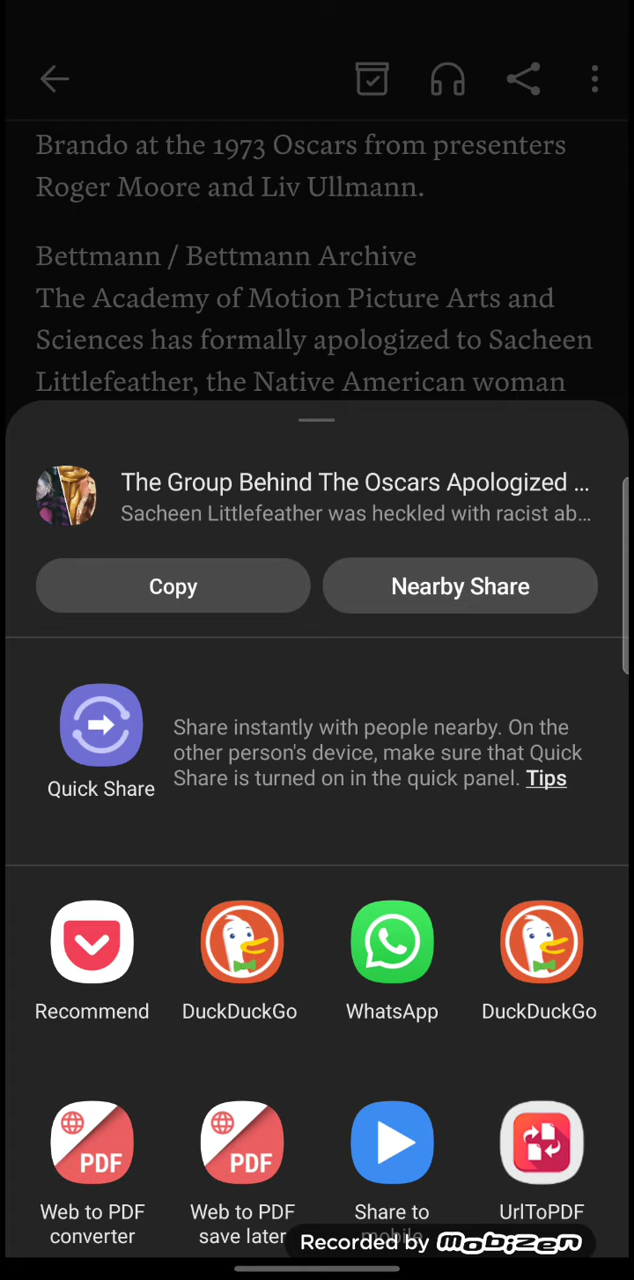 Brando at the 1973 Oscars from presenters
Roger Moore and Liv Ullmann.
Bettmann / Bettmann Archive
The Academy of Motion Picture Arts and
Sciences has formally apologized to Sacheen
Littlefeather, the Native American woman
The Group Behind The Oscars Apologized ...
Sacheen Littlefeather was heckled with racist ab...
Copy
Nearby Share
Share instantly with people nearby. On the
other person's device, make sure that Quick
Share is turned on in the quick panel. Tips
Quick Share
Recommend
DuckDuckGo
WhatsApp
DuckDuckGo
PDF
PDF
Web to PDF
converter
Web to PDF
save later
Share to
mobile
UrlToPDF
Recorded by mobizen